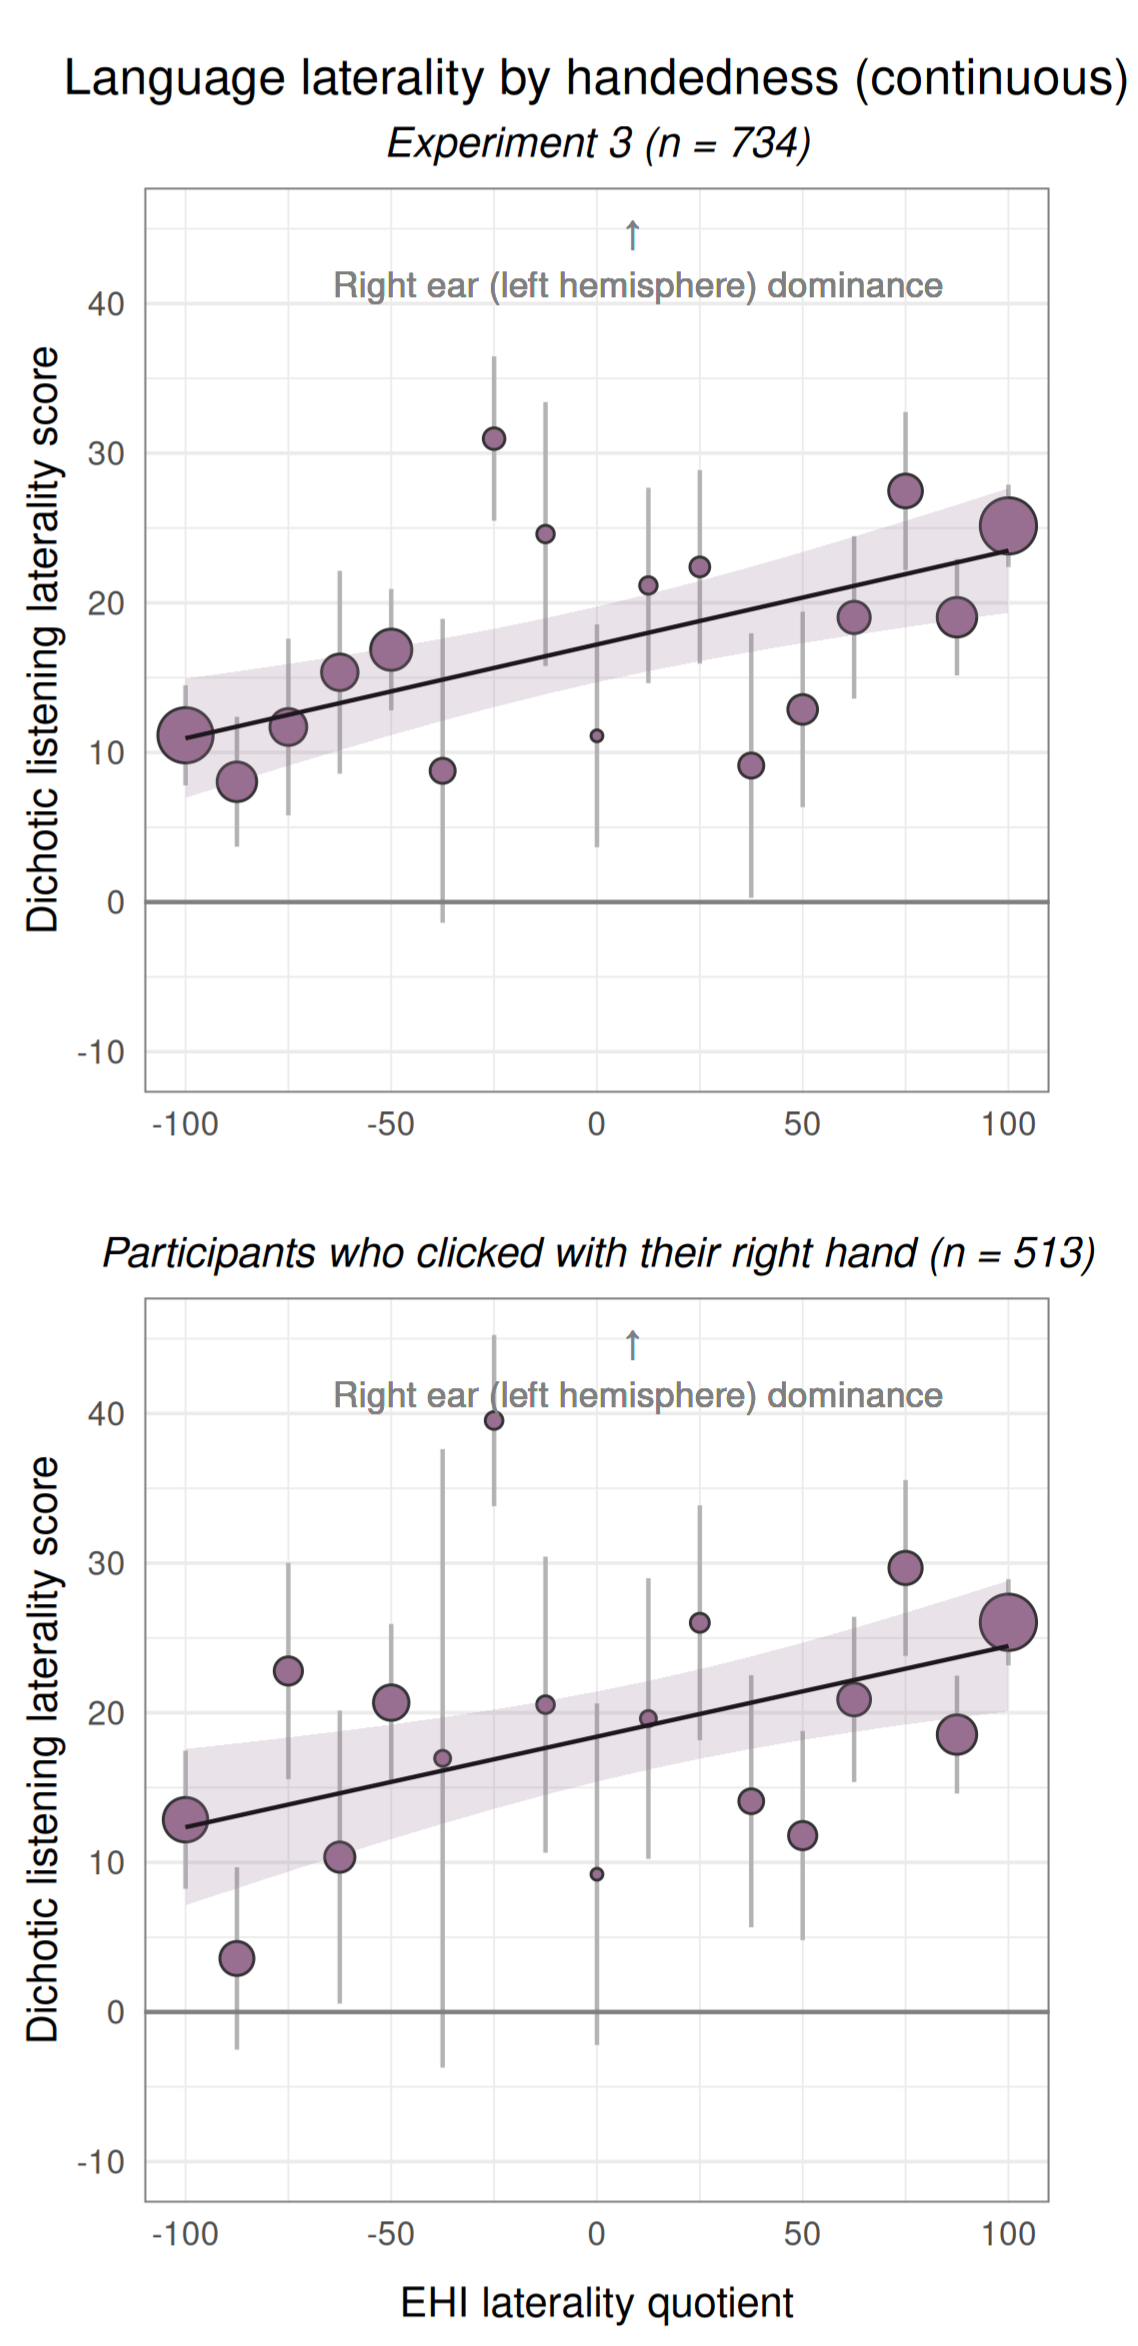 Language laterality by handedness (continuous)
Experiment 3 (n = 734)
↑
Right ear (left hemisphere) dominance
40
30
20
10
0
-10
Dichotic listening laterality score
-100 -50 0 50 100
Participants who clicked with their right hand (n = 513)
↑
Right ear (left hemisphere) dominance
40
30
20
10
0
-10
Dichotic listening laterality score
-100 -50 0 50 100
EHI laterality quotient